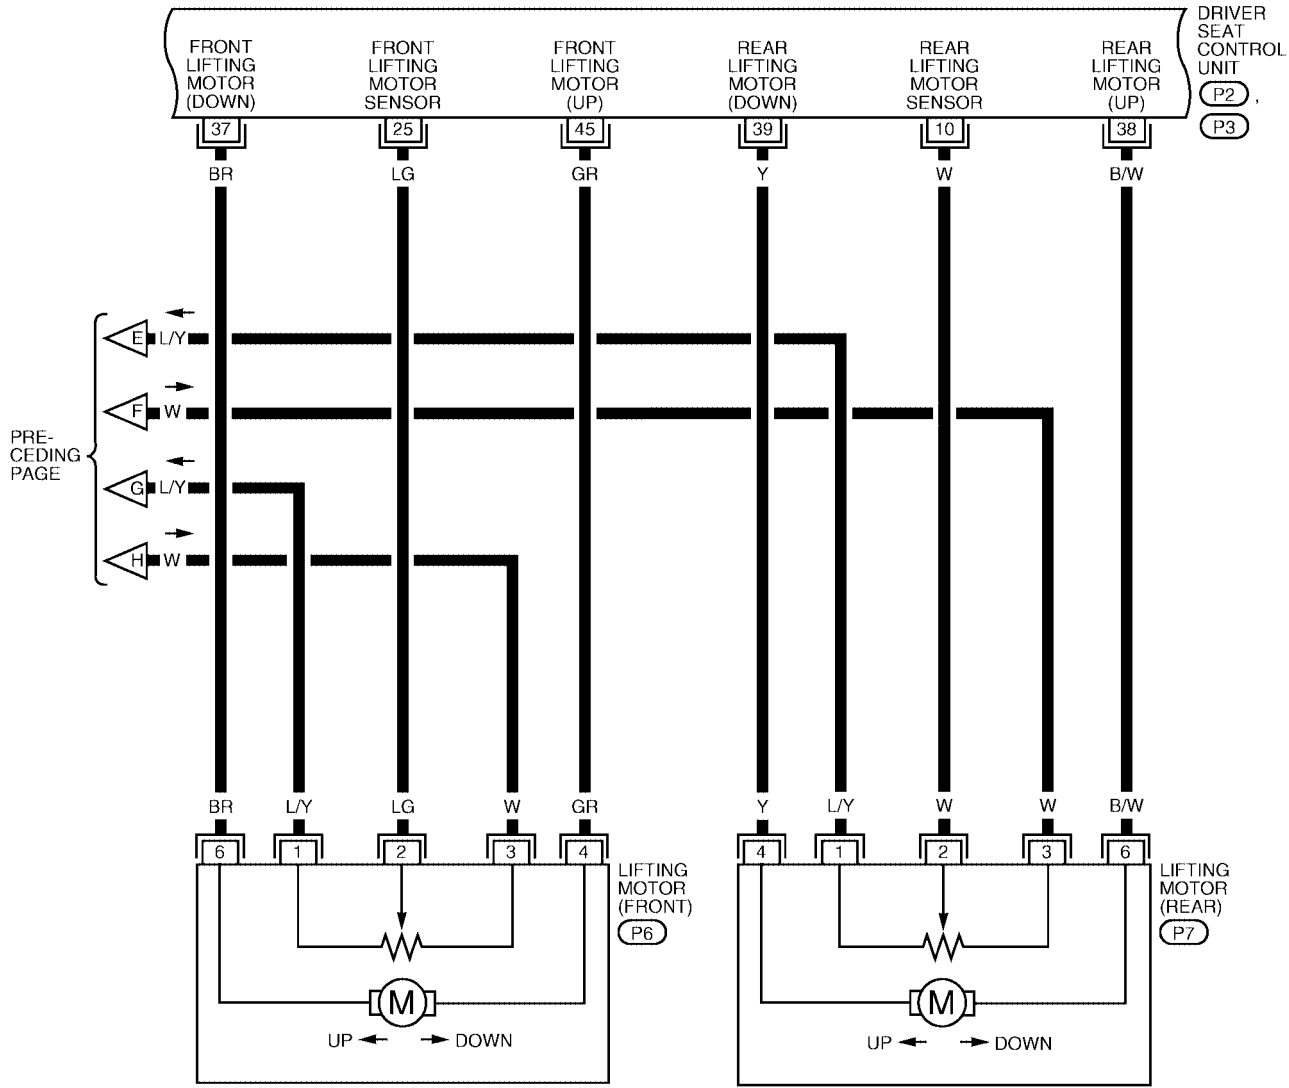 DRIVER
SEAT
CONTROL
UNIT
P2 ,
P3
FRONT
LIFTING
MOTOR
(DOWN)
FRONT
LIFTING
MOTOR
SENSOR
FRONT
LIFTING
MOTOR
(UP)
REAR
LIFTING
MOTOR
(DOWN)
REAR
LIFTING
MOTOR
SENSOR
REAR
LIFTING
MOTOR
(UP)
37 25 45 39 10 38
BR LG GR Y W B/W
PRE-
CEDING
PAGE
E L/Y
F W
G L/Y
H W
BR L/Y LG W GR Y L/Y W W B/W
6 1 2 3 4 4 1 2 3 6
LIFTING
MOTOR
(FRONT)
P6
LIFTING
MOTOR
(REAR)
P7
M M
UP DOWN UP DOWN